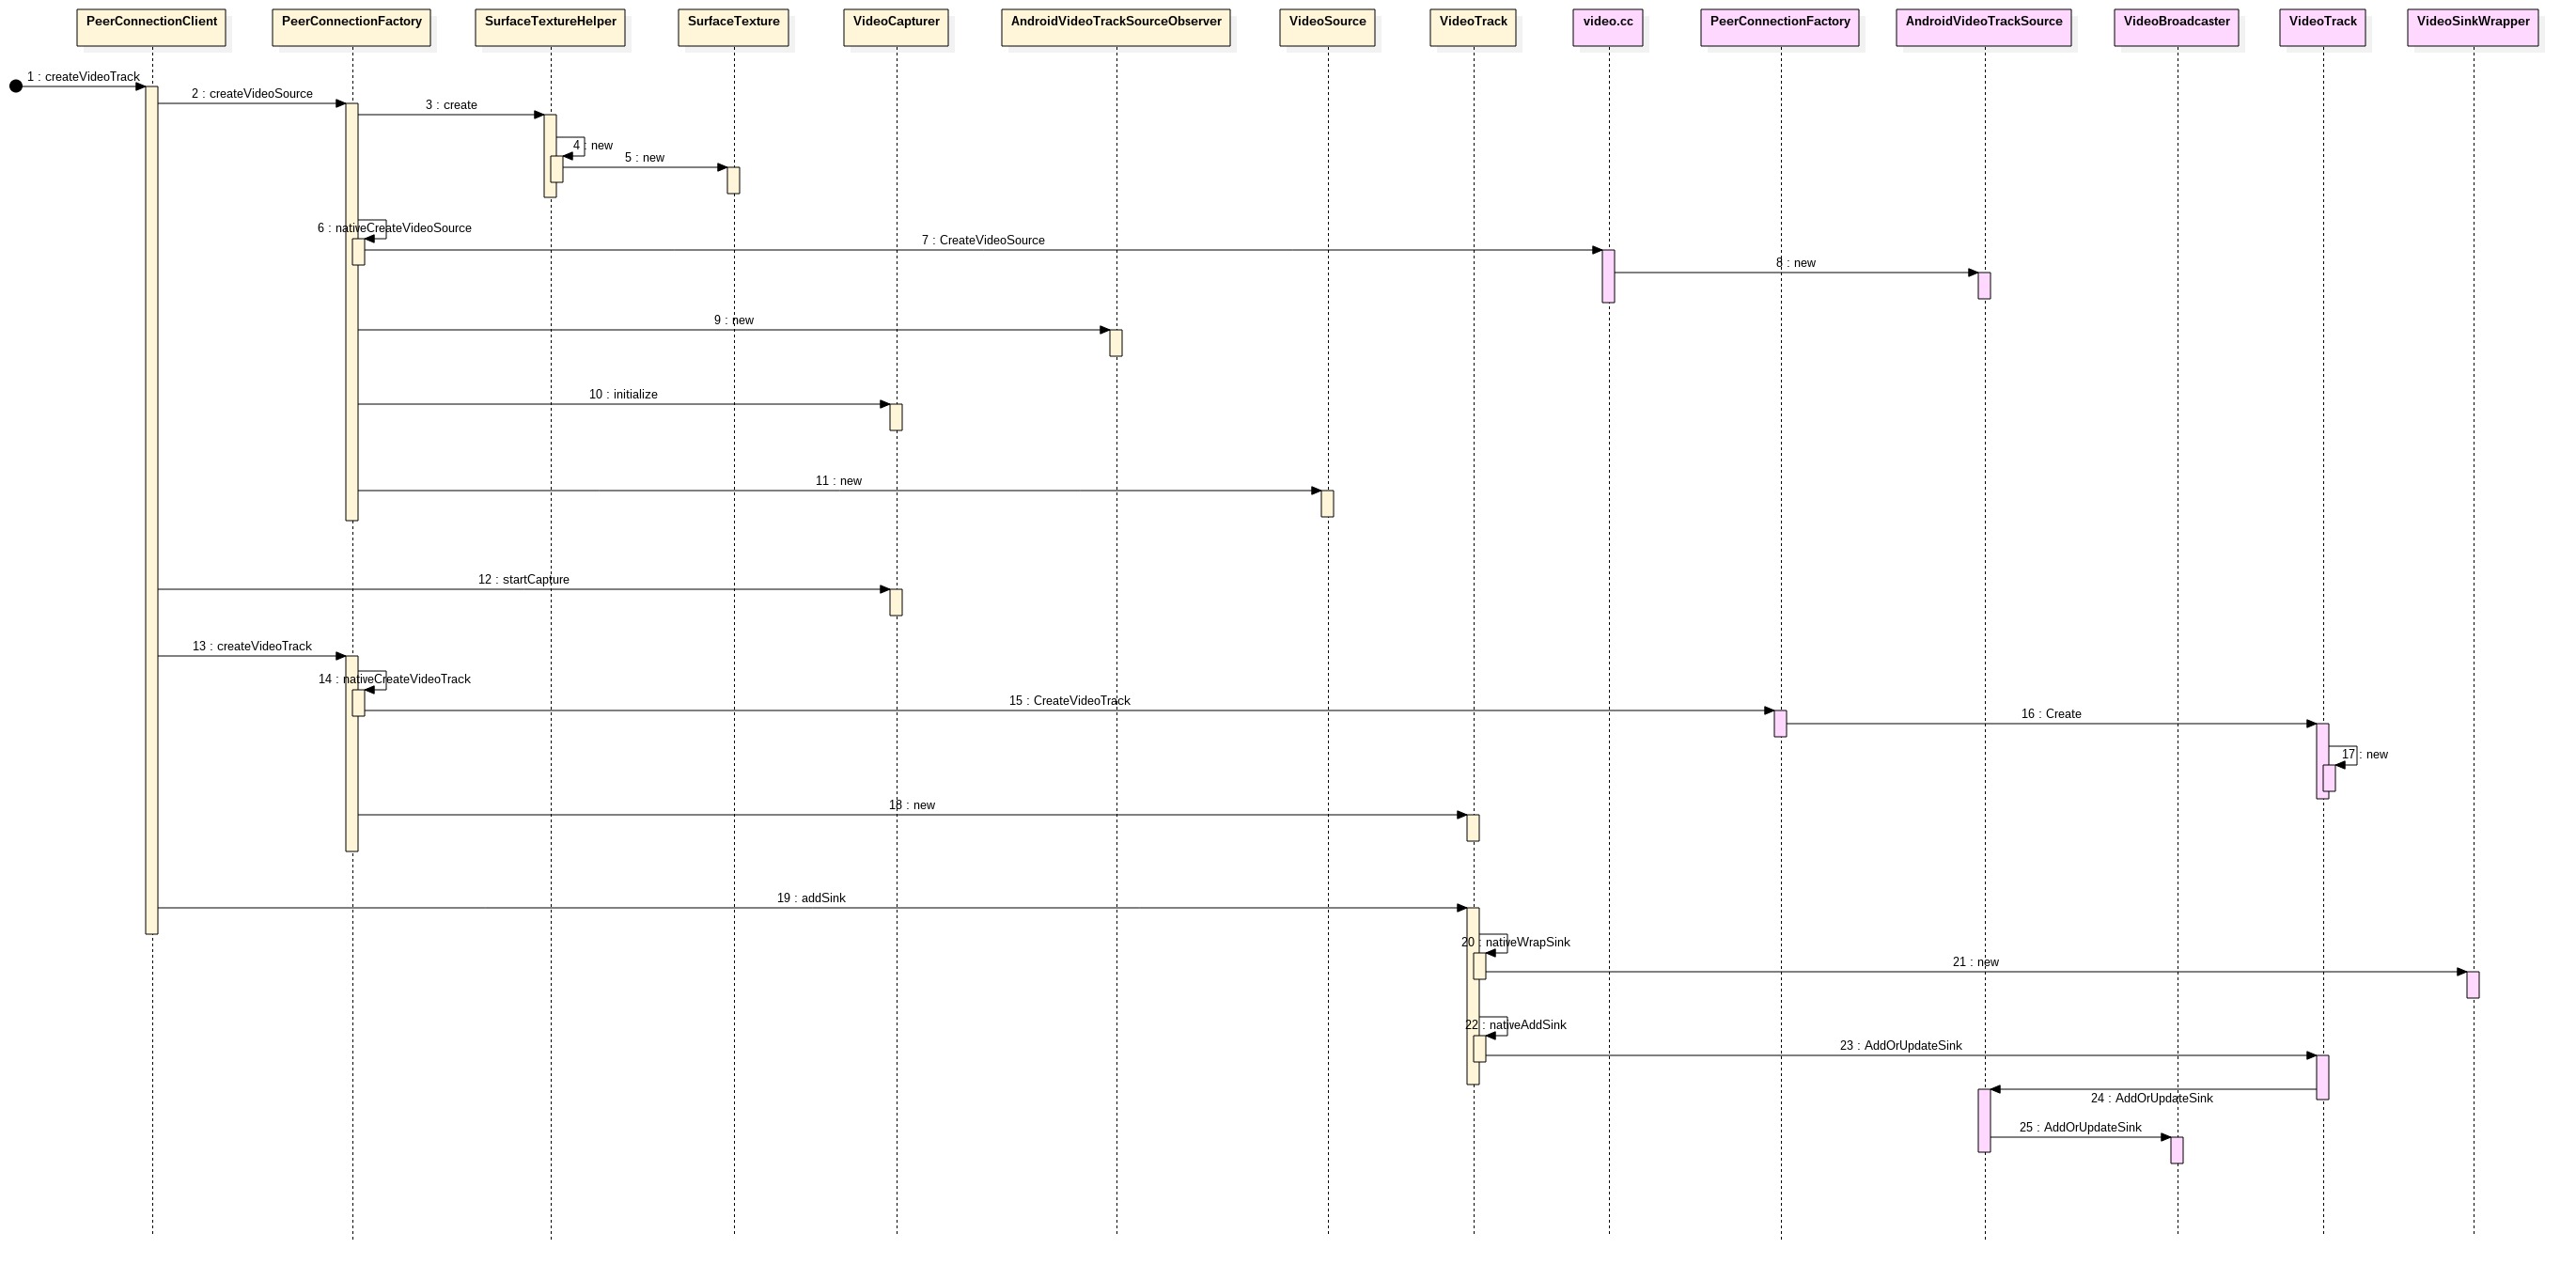 PeerConnectionClient
PeerConnectionFactory
SurfaceTextureHelper
SurfaceTexture
VideoCapturer
AndroidVideoTrackSourceObserver
VideoSource
VideoTrack
video.cc
PeerConnectionFactory
AndroidVideoTrackSource
VideoBroadcaster
VideoTrack
VideoSinkWrapper
1 : createVideoTrack
2 : createVideoSource
3 : create
4 : new
5 : new
6 : nativeCreateVideoSource
7 : CreateVideoSource
8 : new
9 : new
10 : initialize
11 : new
12 : startCapture
13 : createVideoTrack
14 : nativeCreateVideoTrack
15 : CreateVideoTrack
16 : Create
17 : new
18 : new
19 : addSink
20 : nativeWrapSink
21 : new
22 : nativeAddSink
23 : AddOrUpdateSink
24 : AddOrUpdateSink
25 : AddOrUpdateSink